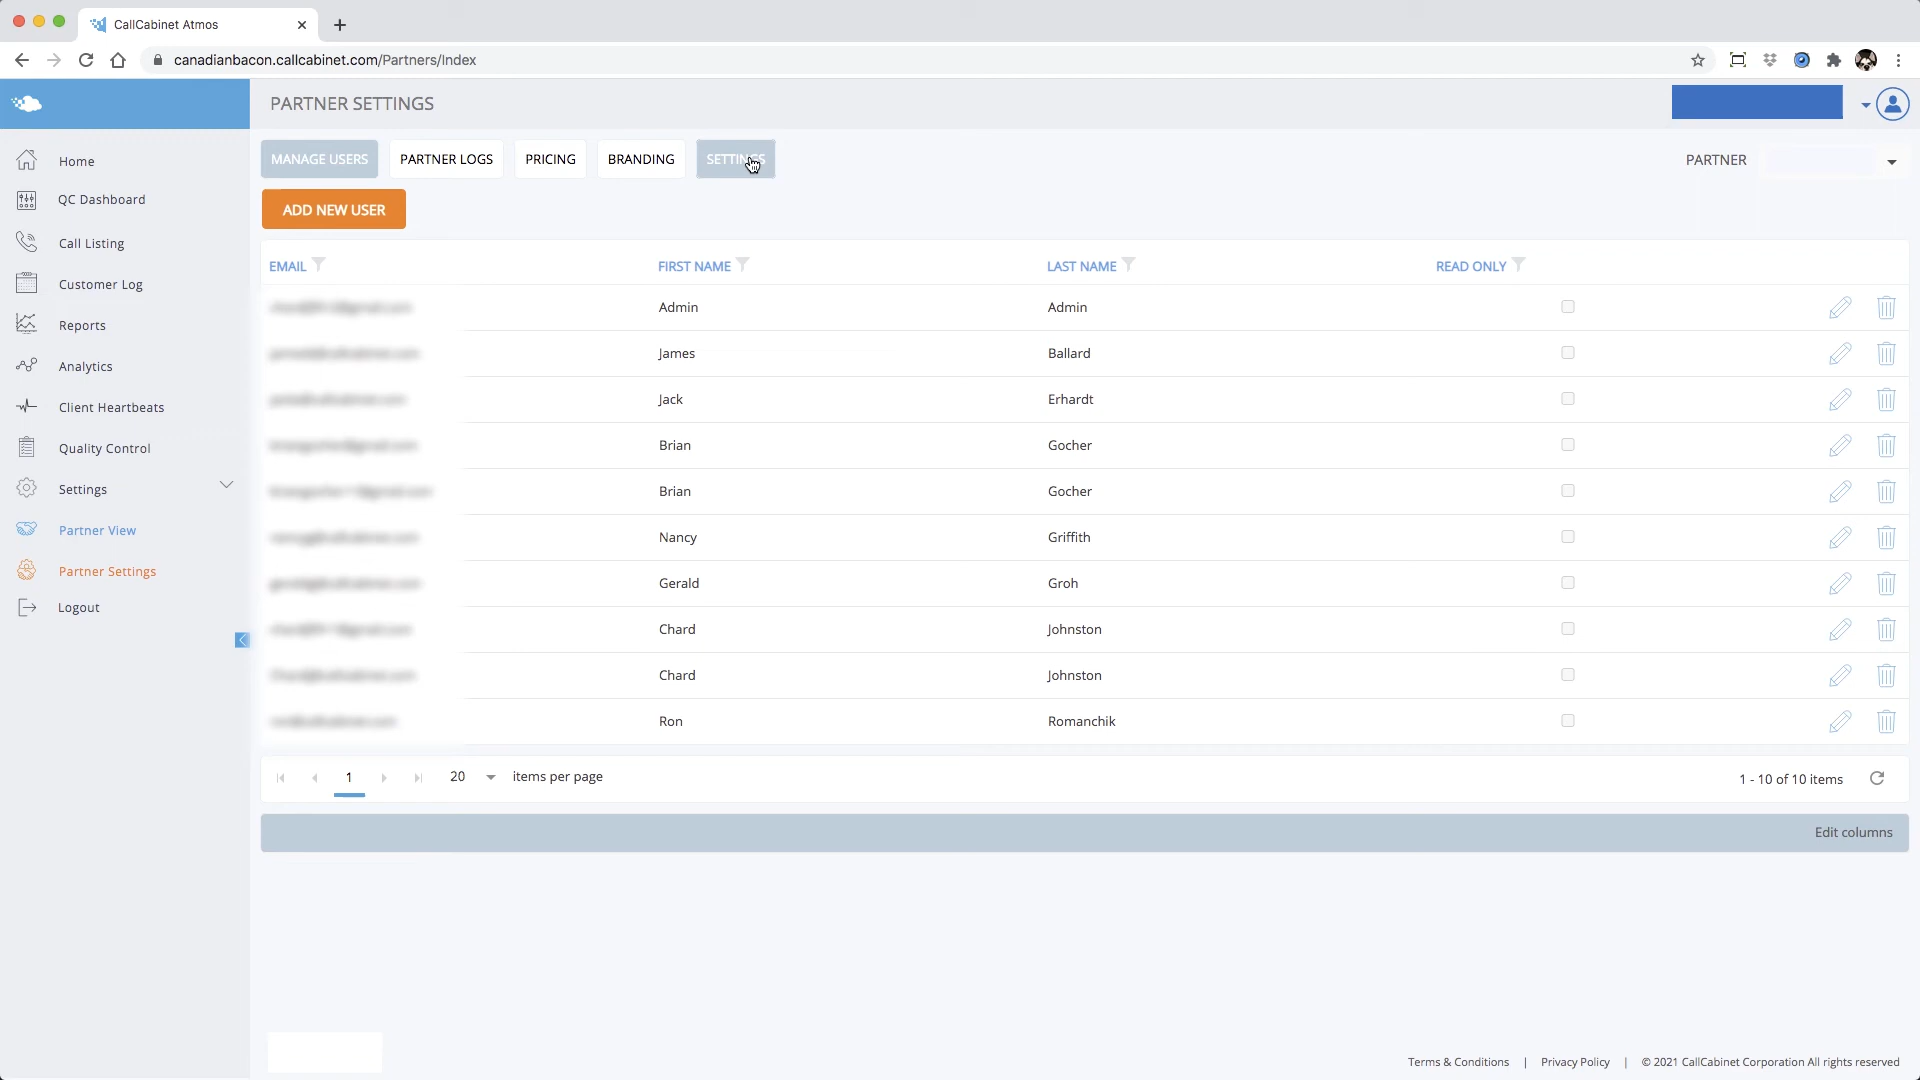 CallCabinet Atmos
canadianbacon.callcabinet.com/Partners/Index
PARTNER SETTINGS
MANAGE USERS PARTNER LOGS PRICING BRANDING SETTINGS
PARTNER
ADD NEW USER
Home
QC Dashboard
Call Listing
Customer Log
Reports
Analytics
Client Heartbeats
Quality Control
Settings
Partner View
Partner Settings
Logout
EMAIL FIRST NAME LAST NAME READ ONLY
Admin Admin
James Ballard
Jack Erhardt
Brian Gocher
Brian Gocher
Nancy Griffith
Gerald Groh
Chard Johnston
Chard Johnston
Ron Romanchik
1 20 items per page 1 - 10 of 10 items
Edit columns
Terms & Conditions | Privacy Policy | © 2021 CallCabinet Corporation All rights reserved